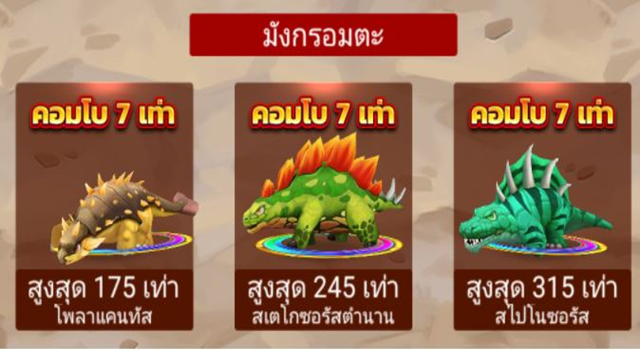 มังกรอมตะ
คอมโบ 7 เท่า
สูงสุด 175 เท่า
โพลาแคนทัส
คอมโบ 7 เท่า
สูงสุด 245 เท่า
สเตโกซอรัสตำนาน
คอมโบ 7 เท่า
สูงสุด 315 เท่า
สไปโนซอรัส